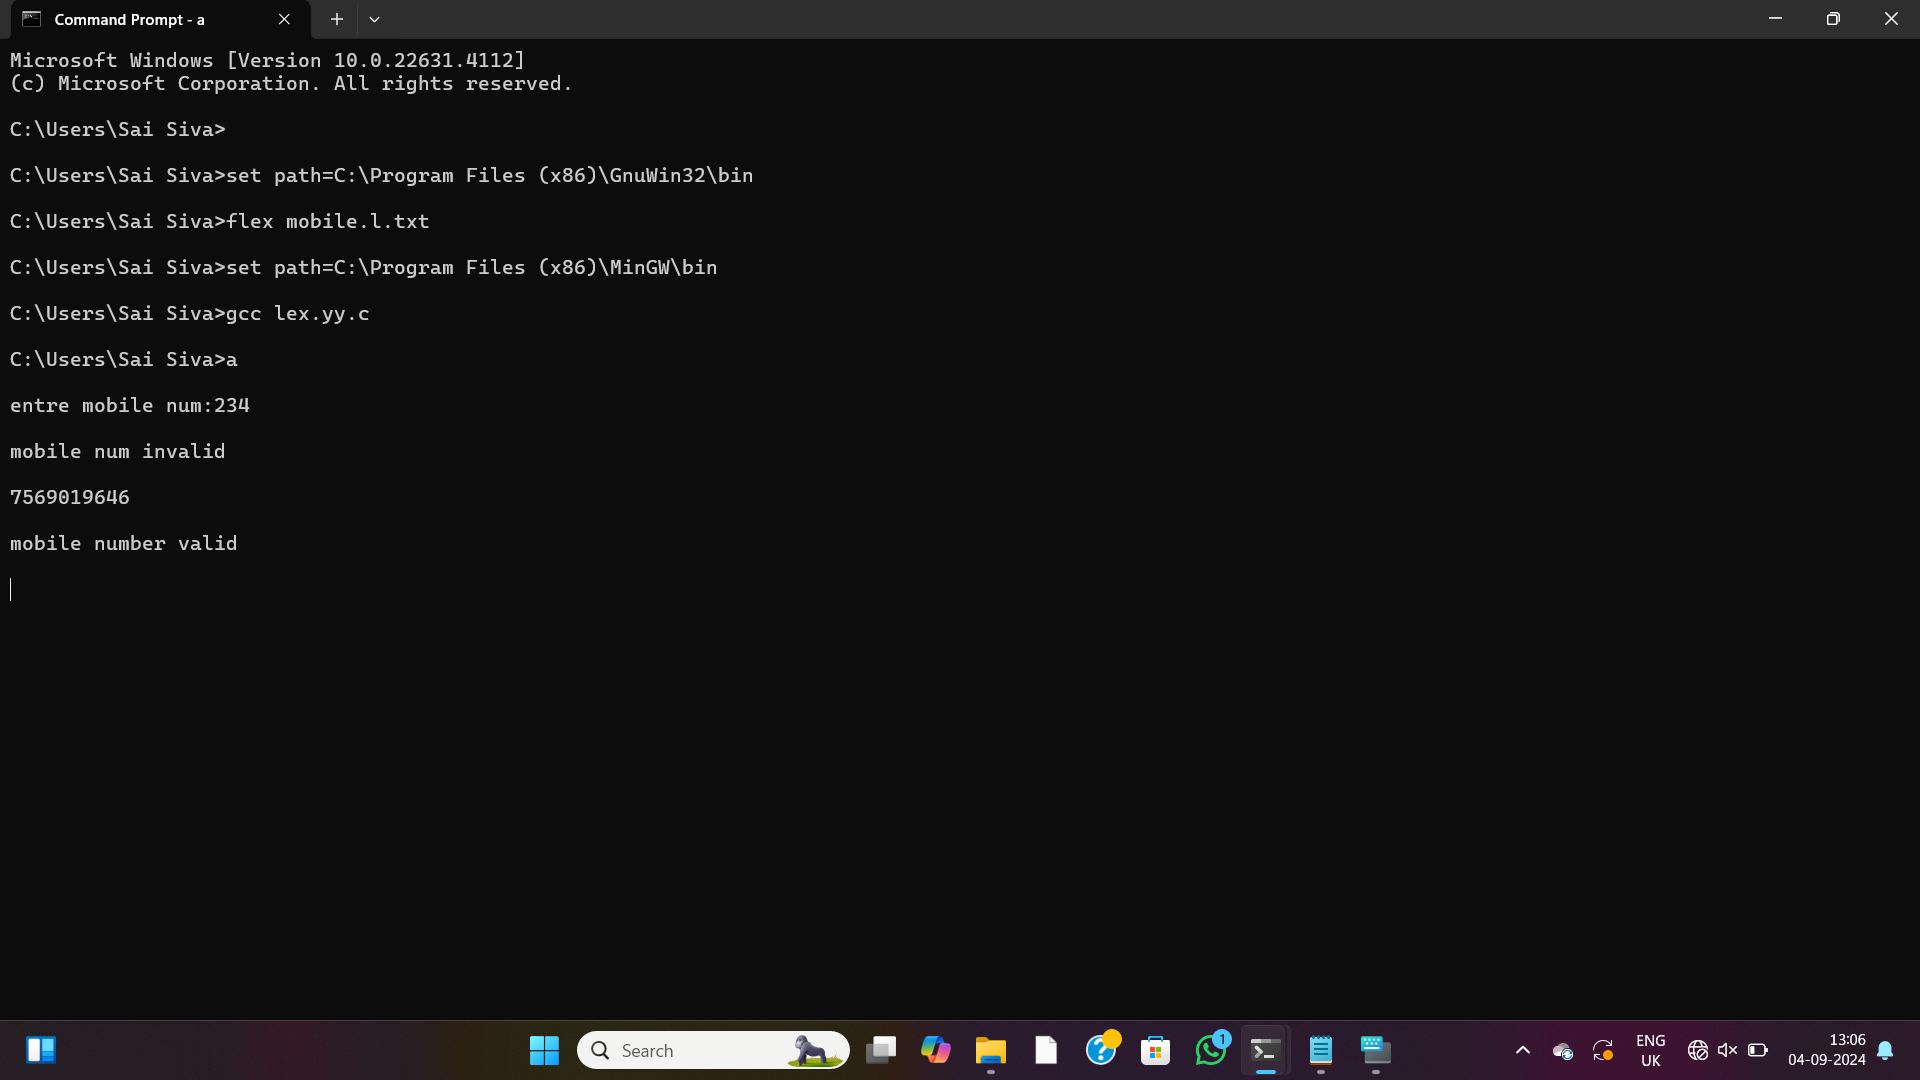 Command Prompt - a
Microsoft Windows [Version 10.0.22631.4112]
(c) Microsoft Corporation. All rights reserved.
C:\Users\Sai Siva>
C:\Users\Sai Siva>set path=C:\Program Files (x86)\GnuWin32\bin
C:\Users\Sai Siva>flex mobile.l.txt
C:\Users\Sai Siva>set path=C:\Program Files (x86)\MinGW\bin
C:\Users\Sai Siva>gcc lex.yy.c
C:\Users\Sai Siva>a
entre mobile num:234
mobile num invalid
7569019646
mobile number valid
Search
1
ENG
UK
13:06
04-09-2024